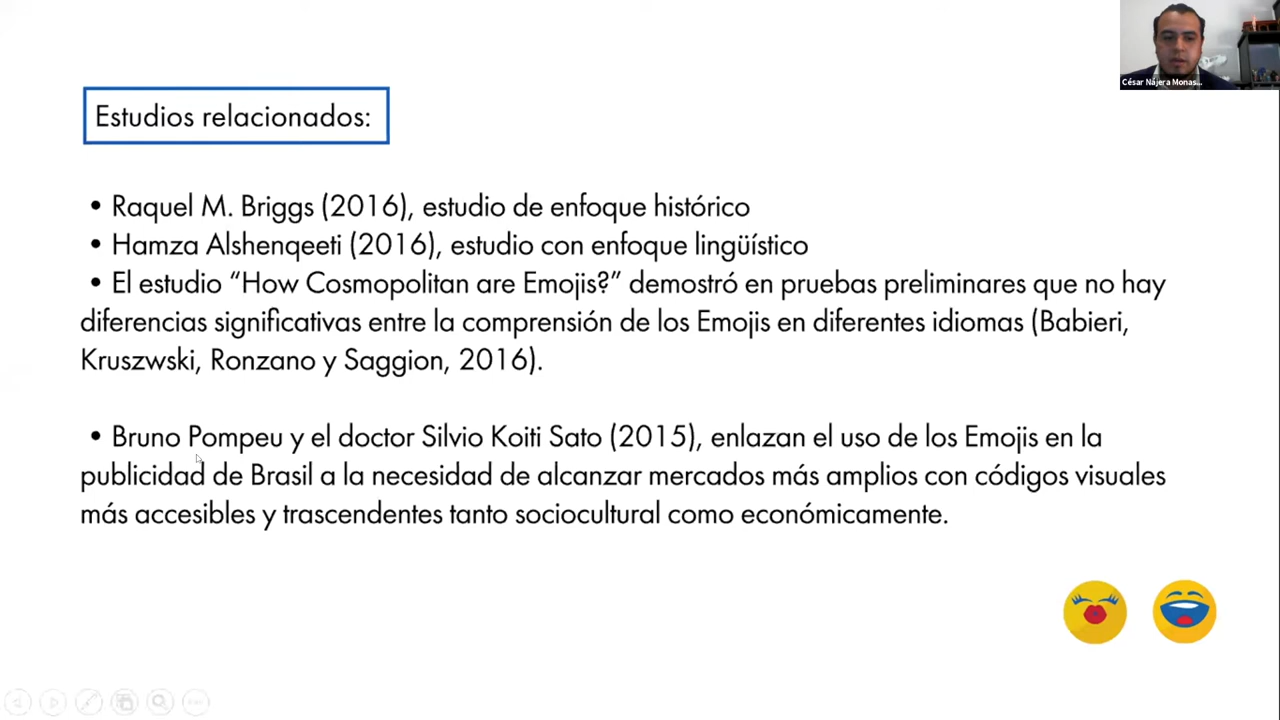 César Nájera Monas...
Estudios relacionados:
• Raquel M. Briggs (2016), estudio de enfoque histórico
• Hamza Alshenqeeti (2016), estudio con enfoque lingüístico
• El estudio “How Cosmopolitan are Emojis?” demostró en pruebas preliminares que no hay
diferencias significativas entre la comprensión de los Emojis en diferentes idiomas (Babieri,
Kruszwski, Ronzano y Saggion, 2016).
• Bruno Pompeu y el doctor Silvio Koiti Sato (2015), enlazan el uso de los Emojis en la
publicidad de Brasil a la necesidad de alcanzar mercados más amplios con códigos visuales
más accesibles y trascendentes tanto sociocultural como económicamente.